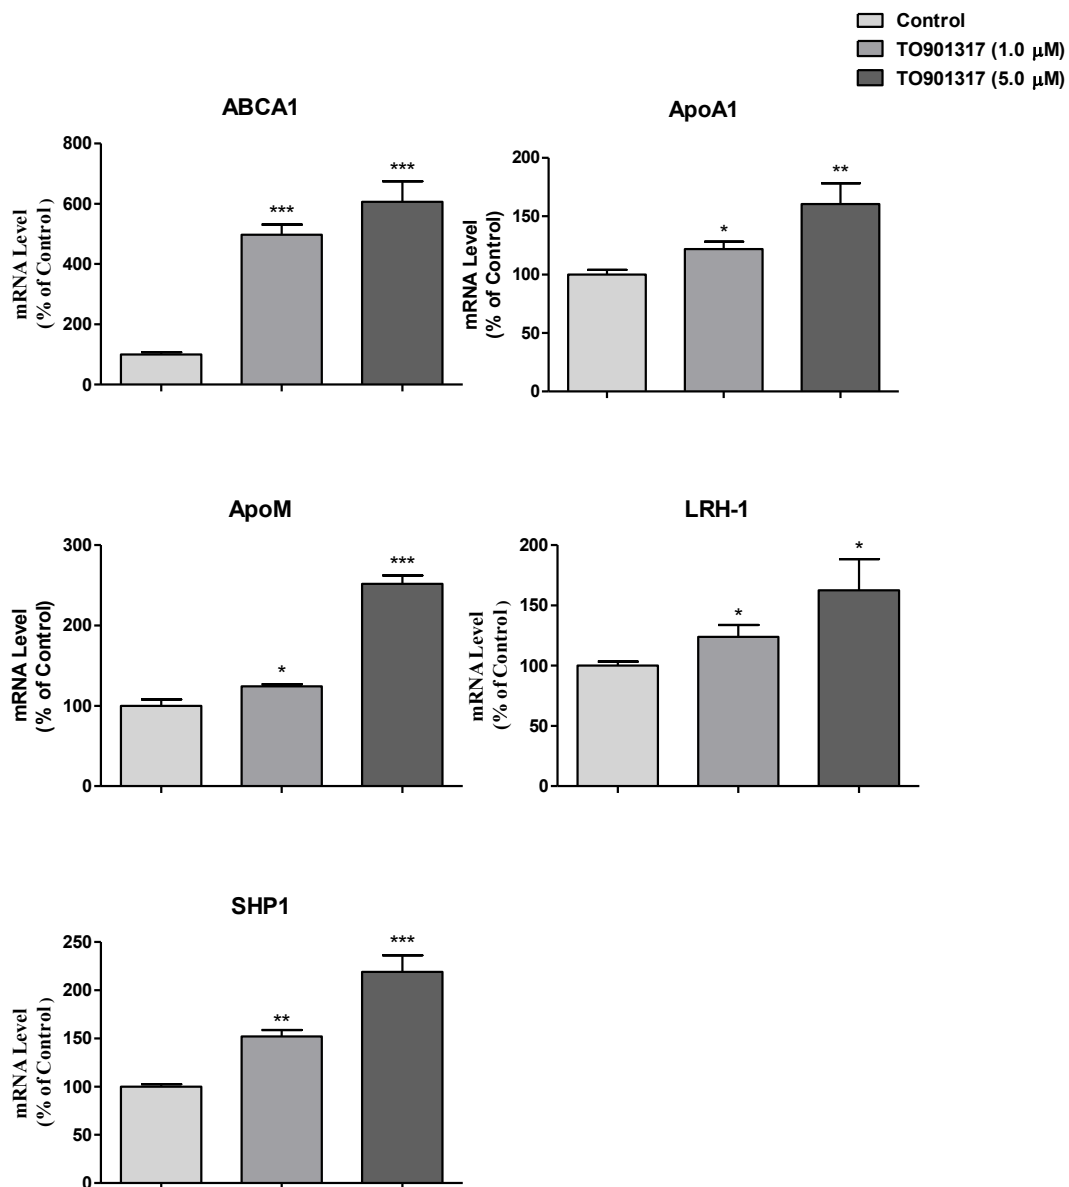 Control
TO901317 (1.0 μM)
TO901317 (5.0 μM)
ABCA1
mRNA Level
(% of Control)
800
600
400
200
0
***
***
ApoA1
mRNA Level
(% of Control)
200
150
100
50
0
*
**
ApoM
mRNA Level
(% of Control)
300
200
100
0
*
***
LRH-1
mRNA Level
(% of Control)
200
150
100
50
0
*
*
SHP1
mRNA Level
(% of Control)
250
200
150
100
50
0
**
***